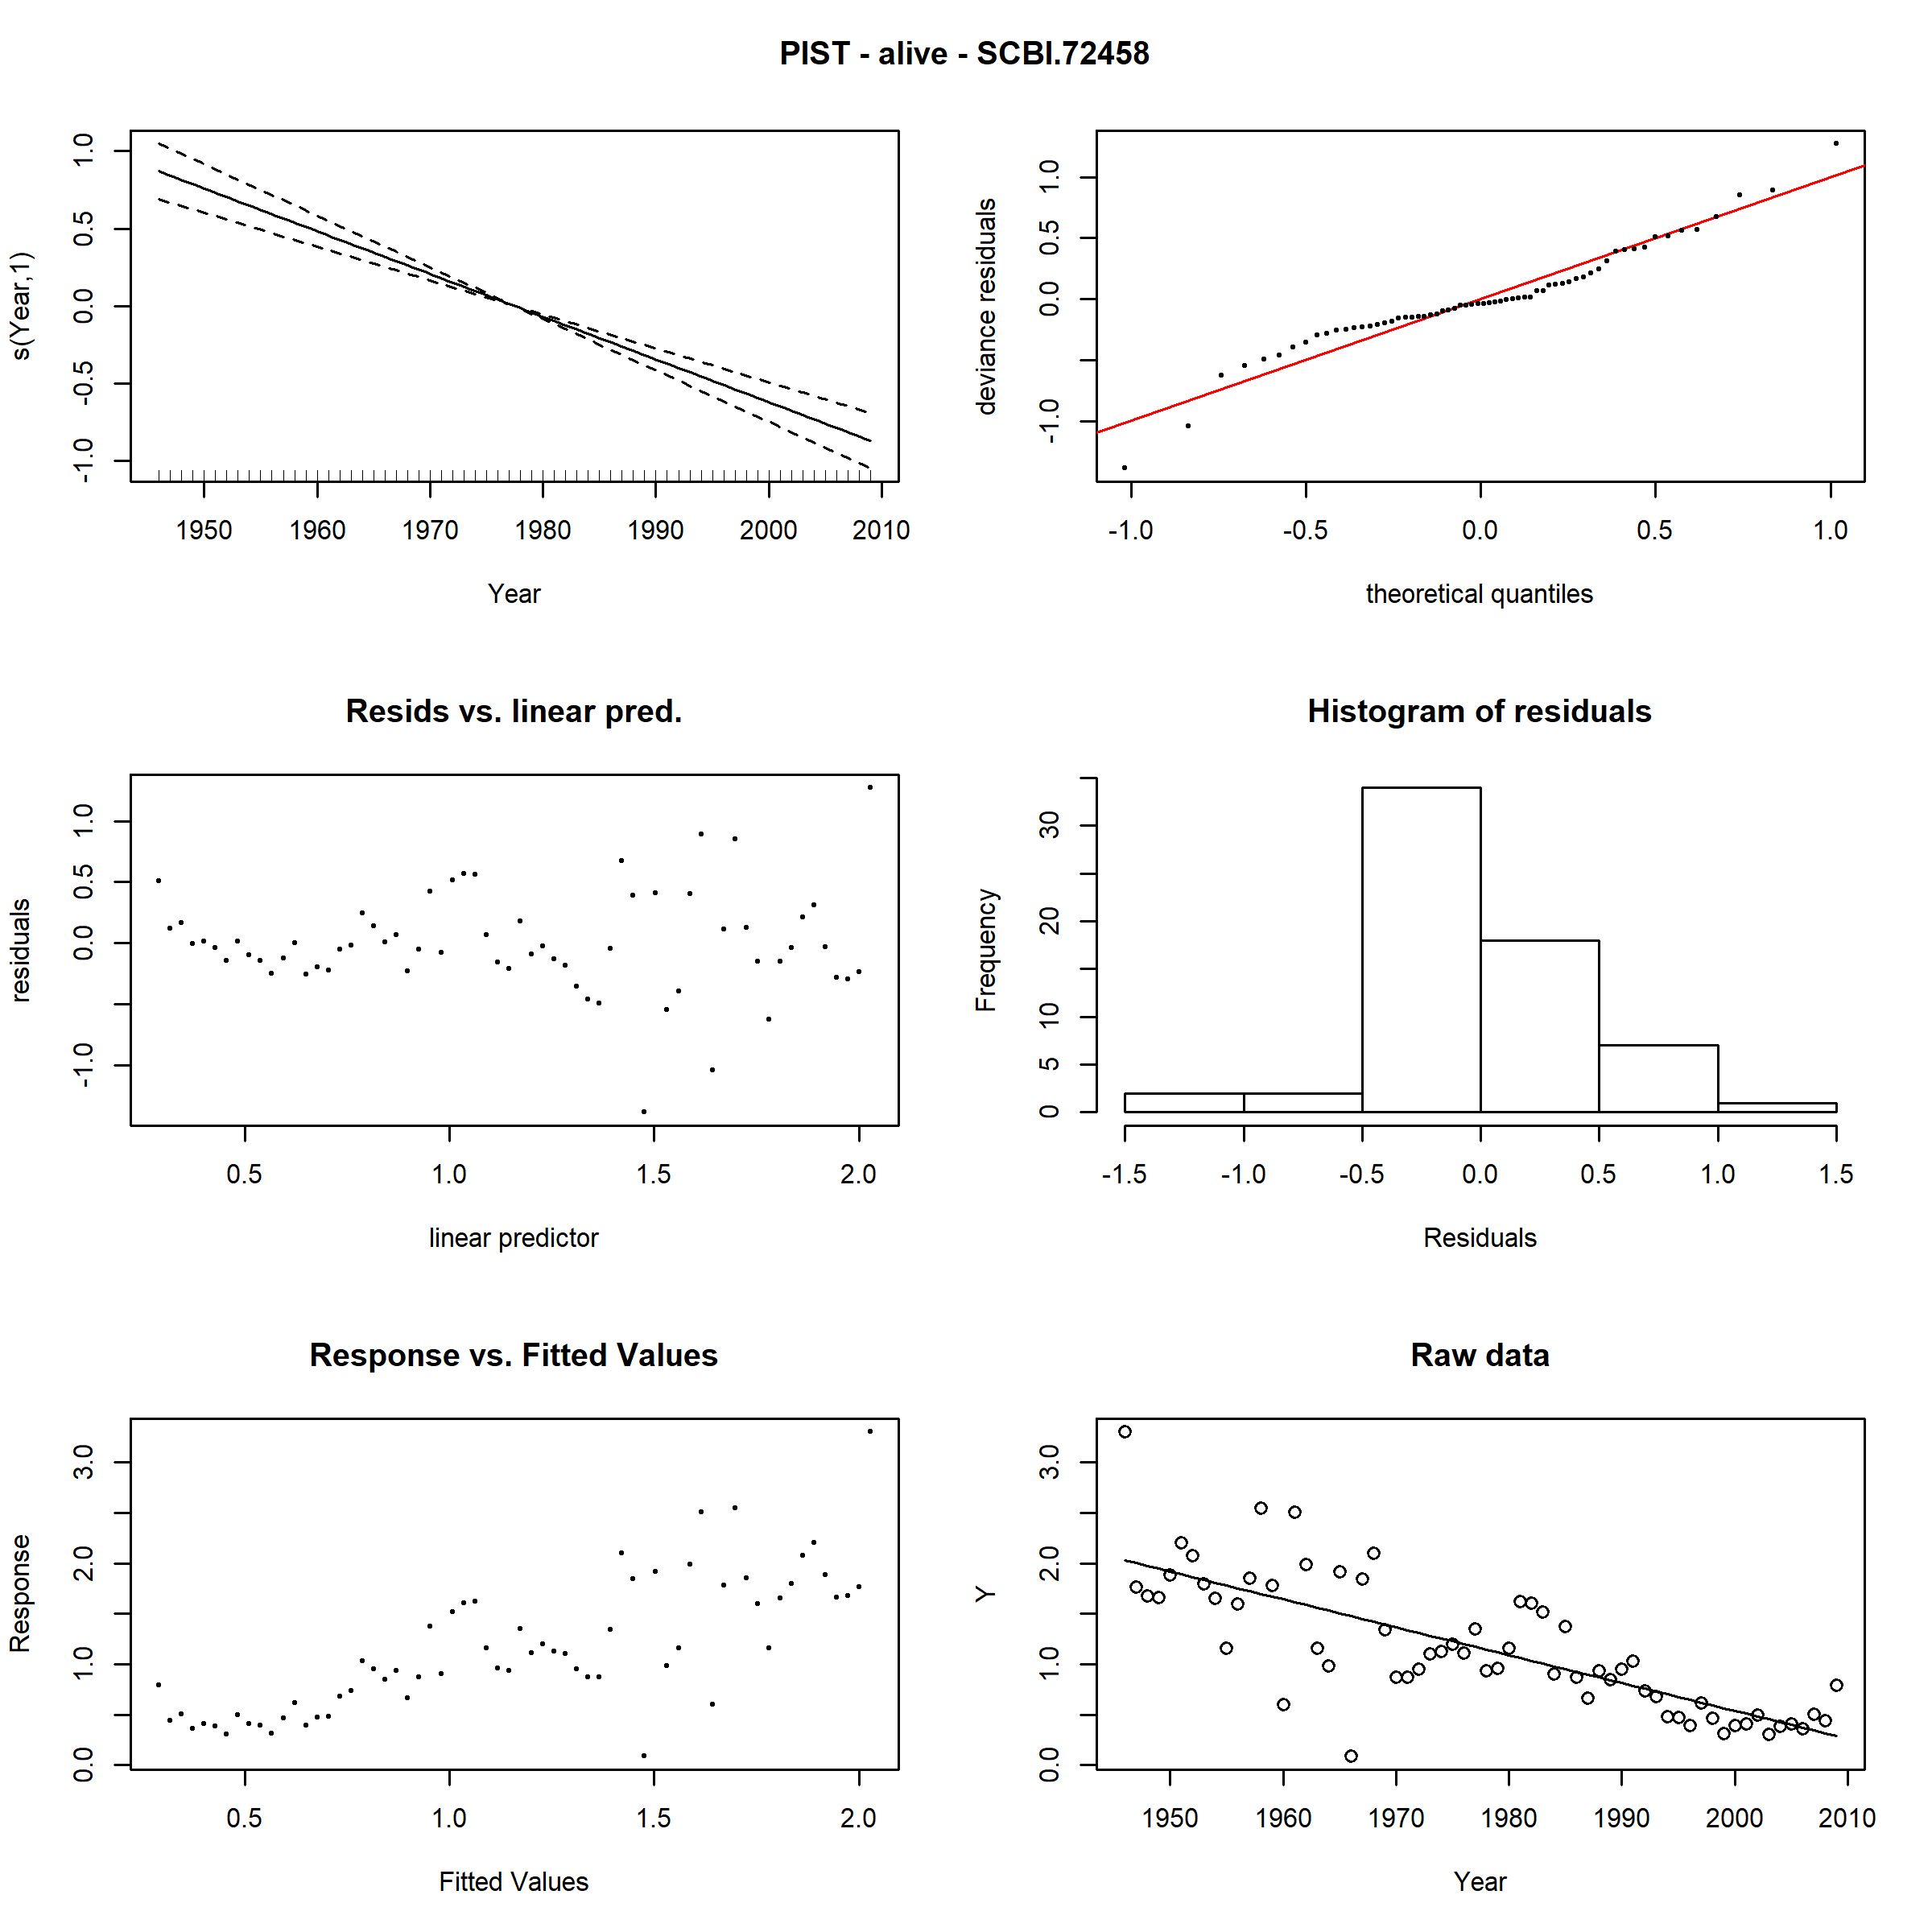 PIST - alive - SCBI.72458
s(Year,1)
1.0
0.5
0.0
-0.5
-1.0
1950 1960 1970 1980 1990 2000 2010
Year
deviance residuals
1.0
0.5
0.0
-1.0
-1.0 -0.5 0.0 0.5 1.0
theoretical quantiles
Resids vs. linear pred.
residuals
1.0
0.5
0.0
-1.0
0.5 1.0 1.5 2.0
linear predictor
Histogram of residuals
Frequency
30
20
10
5
0
-1.5 -1.0 -0.5 0.0 0.5 1.0 1.5
Residuals
Response vs. Fitted Values
Response
3.0
2.0
1.0
0.0
0.5 1.0 1.5 2.0
Fitted Values
Raw data
Y
3.0
2.0
1.0
0.0
1950 1960 1970 1980 1990 2000 2010
Year